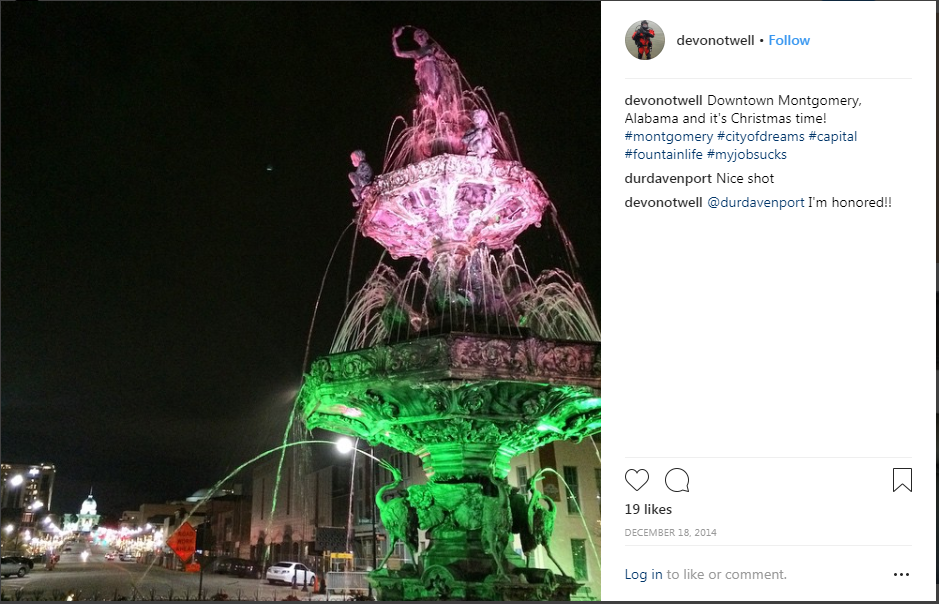 devonotwell • Follow
devonotwell Downtown Montgomery,
Alabama and it's Christmas time!
#montgomery #cityofdreams #capital
#fountainlife #myjobsucks
durdavenport Nice shot
devonotwell @durdavenport I'm honored!!
19 likes
DECEMBER 18, 2014
Log in to like or comment.